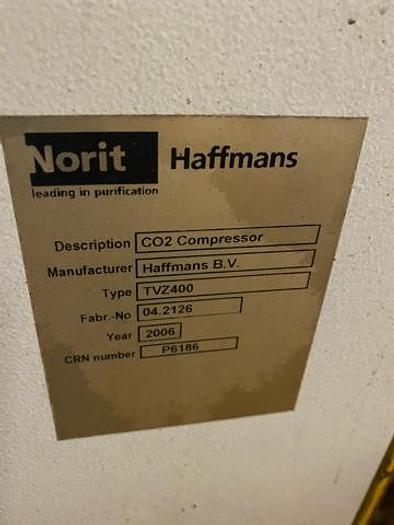 Norit Haffmans
leading in purification
Description CO2 Compressor
Manufacturer Haffmans B.V.
Type TVZ400
Fabr.-No 04.2126
Year 2006
CRN number P6186